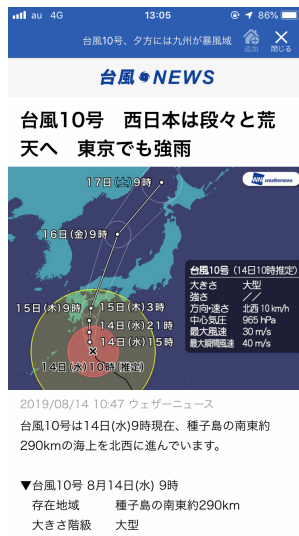 au 4G 13:05 86%
台風10号、夕方には九州が暴風域
追加
閉じる
台風 NEWS
台風10号 西日本は段々と荒
天へ 東京でも強雨
17日(土)9時
WNI weathernews
16日(金)9時
台風10号(14日10時推定)
大きさ 大型
強さ //
方向・速さ 北西 10 km/h
中心気圧 965 hPa
最大風速 30 m/s
最大瞬間風速 40 m/s
15日(木)9時
15日(木)3時
14日(水)21時
14日(水)15時
14日(水)10時(推定)
2019/08/14 10:47 ウェザーニュース
台風10号は14日(水)9時現在、種子島の南東約
290kmの海上を北西に進んでいます。
▼台風10号 8月14日(水) 9時
存在地域 種子島の南東約290km
大きさ階級 大型